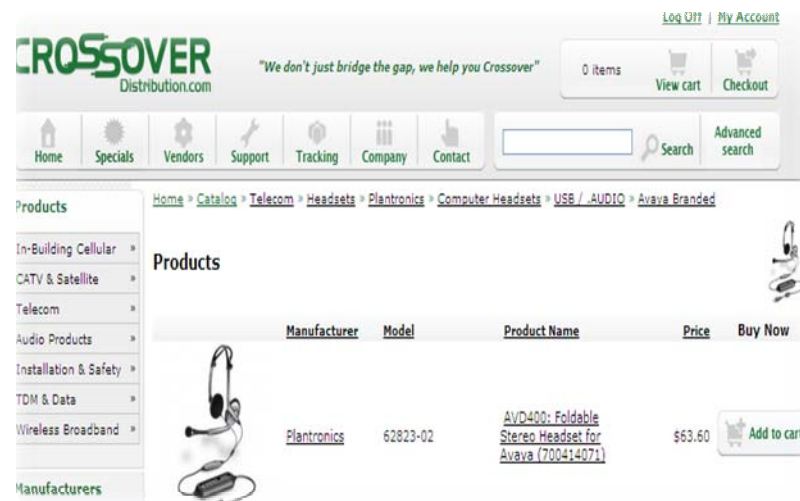 Log Off | My Account
CROSSOVER
Distribution.com
"We don't just bridge the gap, we help you Crossover"
0 items
View cart
Checkout
Home
Specials
Vendors
Support
Tracking
Company
Contact
Search
Advanced search
Home » Catalog » Telecom » Headsets » Plantronics » Computer Headsets » USB / .AUDIO » Avaya Branded
Products
In-Building Cellular »
CATV & Satellite »
Telecom »
Audio Products »
Installation & Safety »
TDM & Data »
Wireless Broadband »
Manufacturers
Products
Manufacturer Model Product Name Price Buy Now
Plantronics 62823-02
AVD400: Foldable
Stereo Headset for
Avaya (700414071)
$63.60
Add to cart